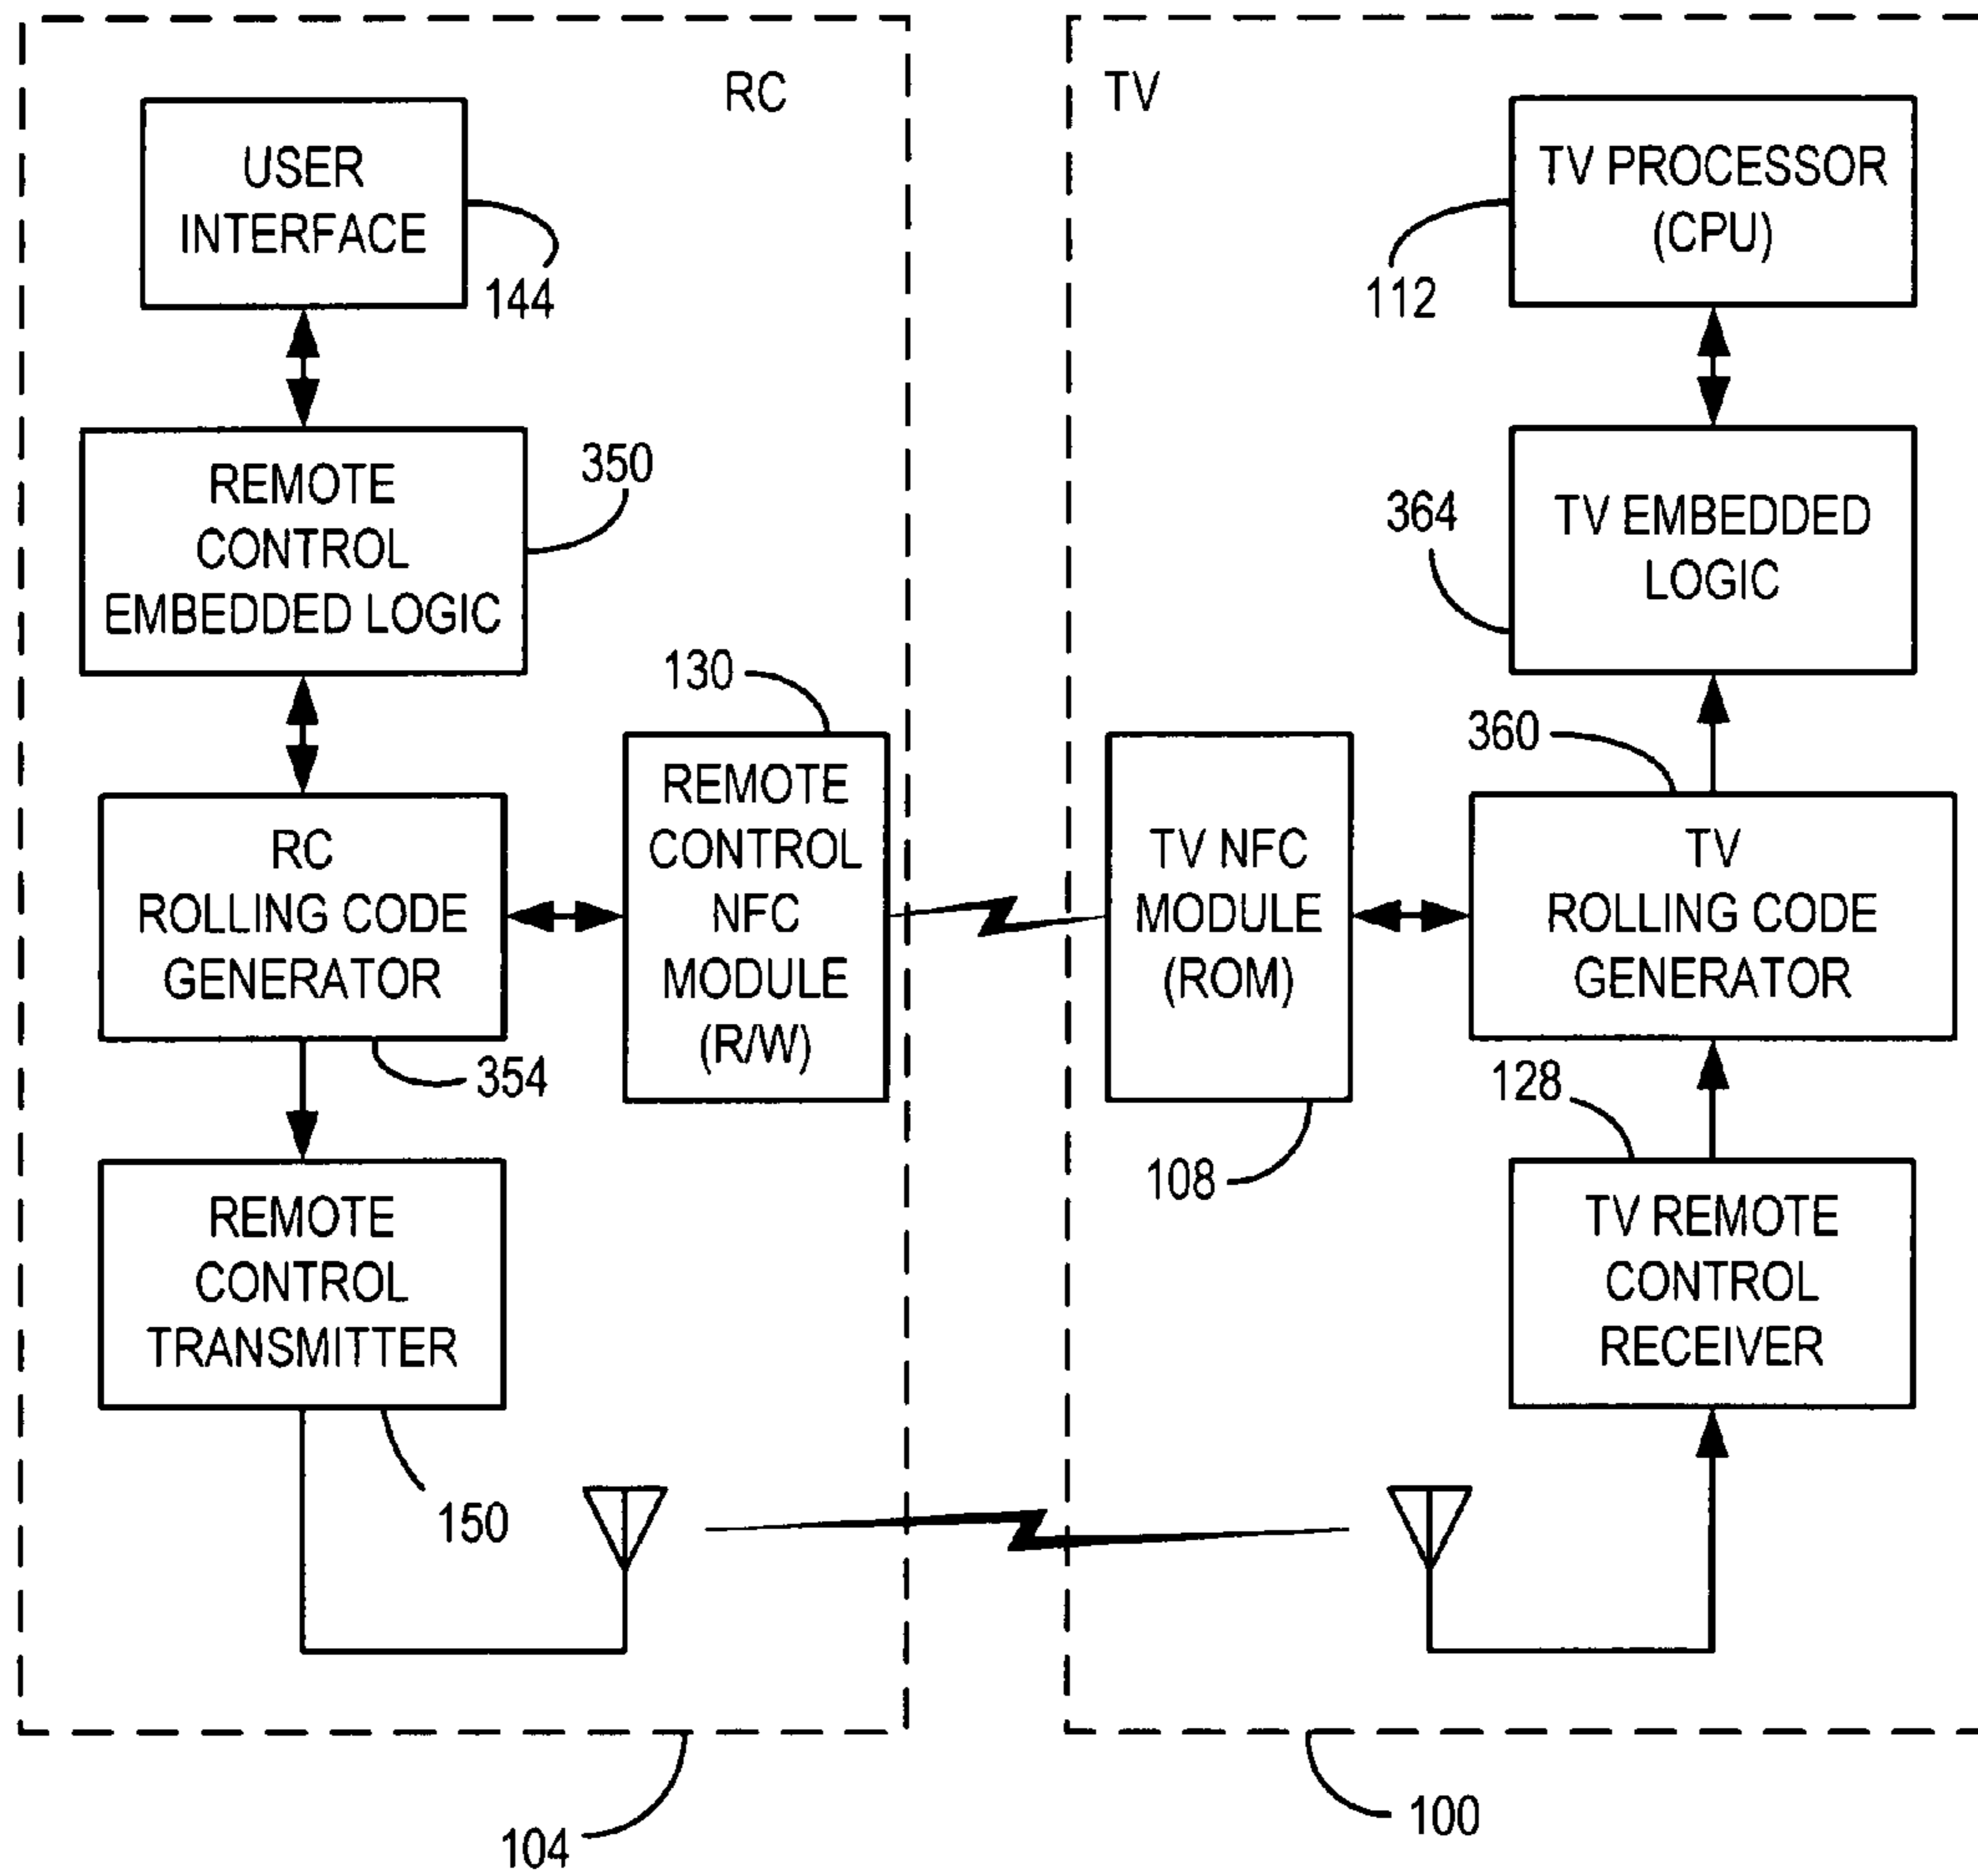 RC
USER
INTERFACE
144
REMOTE
CONTROL
EMBEDDED LOGIC
350
RC
ROLLING CODE
GENERATOR
354
130
REMOTE
CONTROL
NFC
MODULE
(R/W)
REMOTE
CONTROL
TRANSMITTER
150
104
TV
TV PROCESSOR
(CPU)
112
TV EMBEDDED
LOGIC
364
360
TV
ROLLING CODE
GENERATOR
TV NFC
MODULE
(ROM)
108
128
TV REMOTE
CONTROL
RECEIVER
100